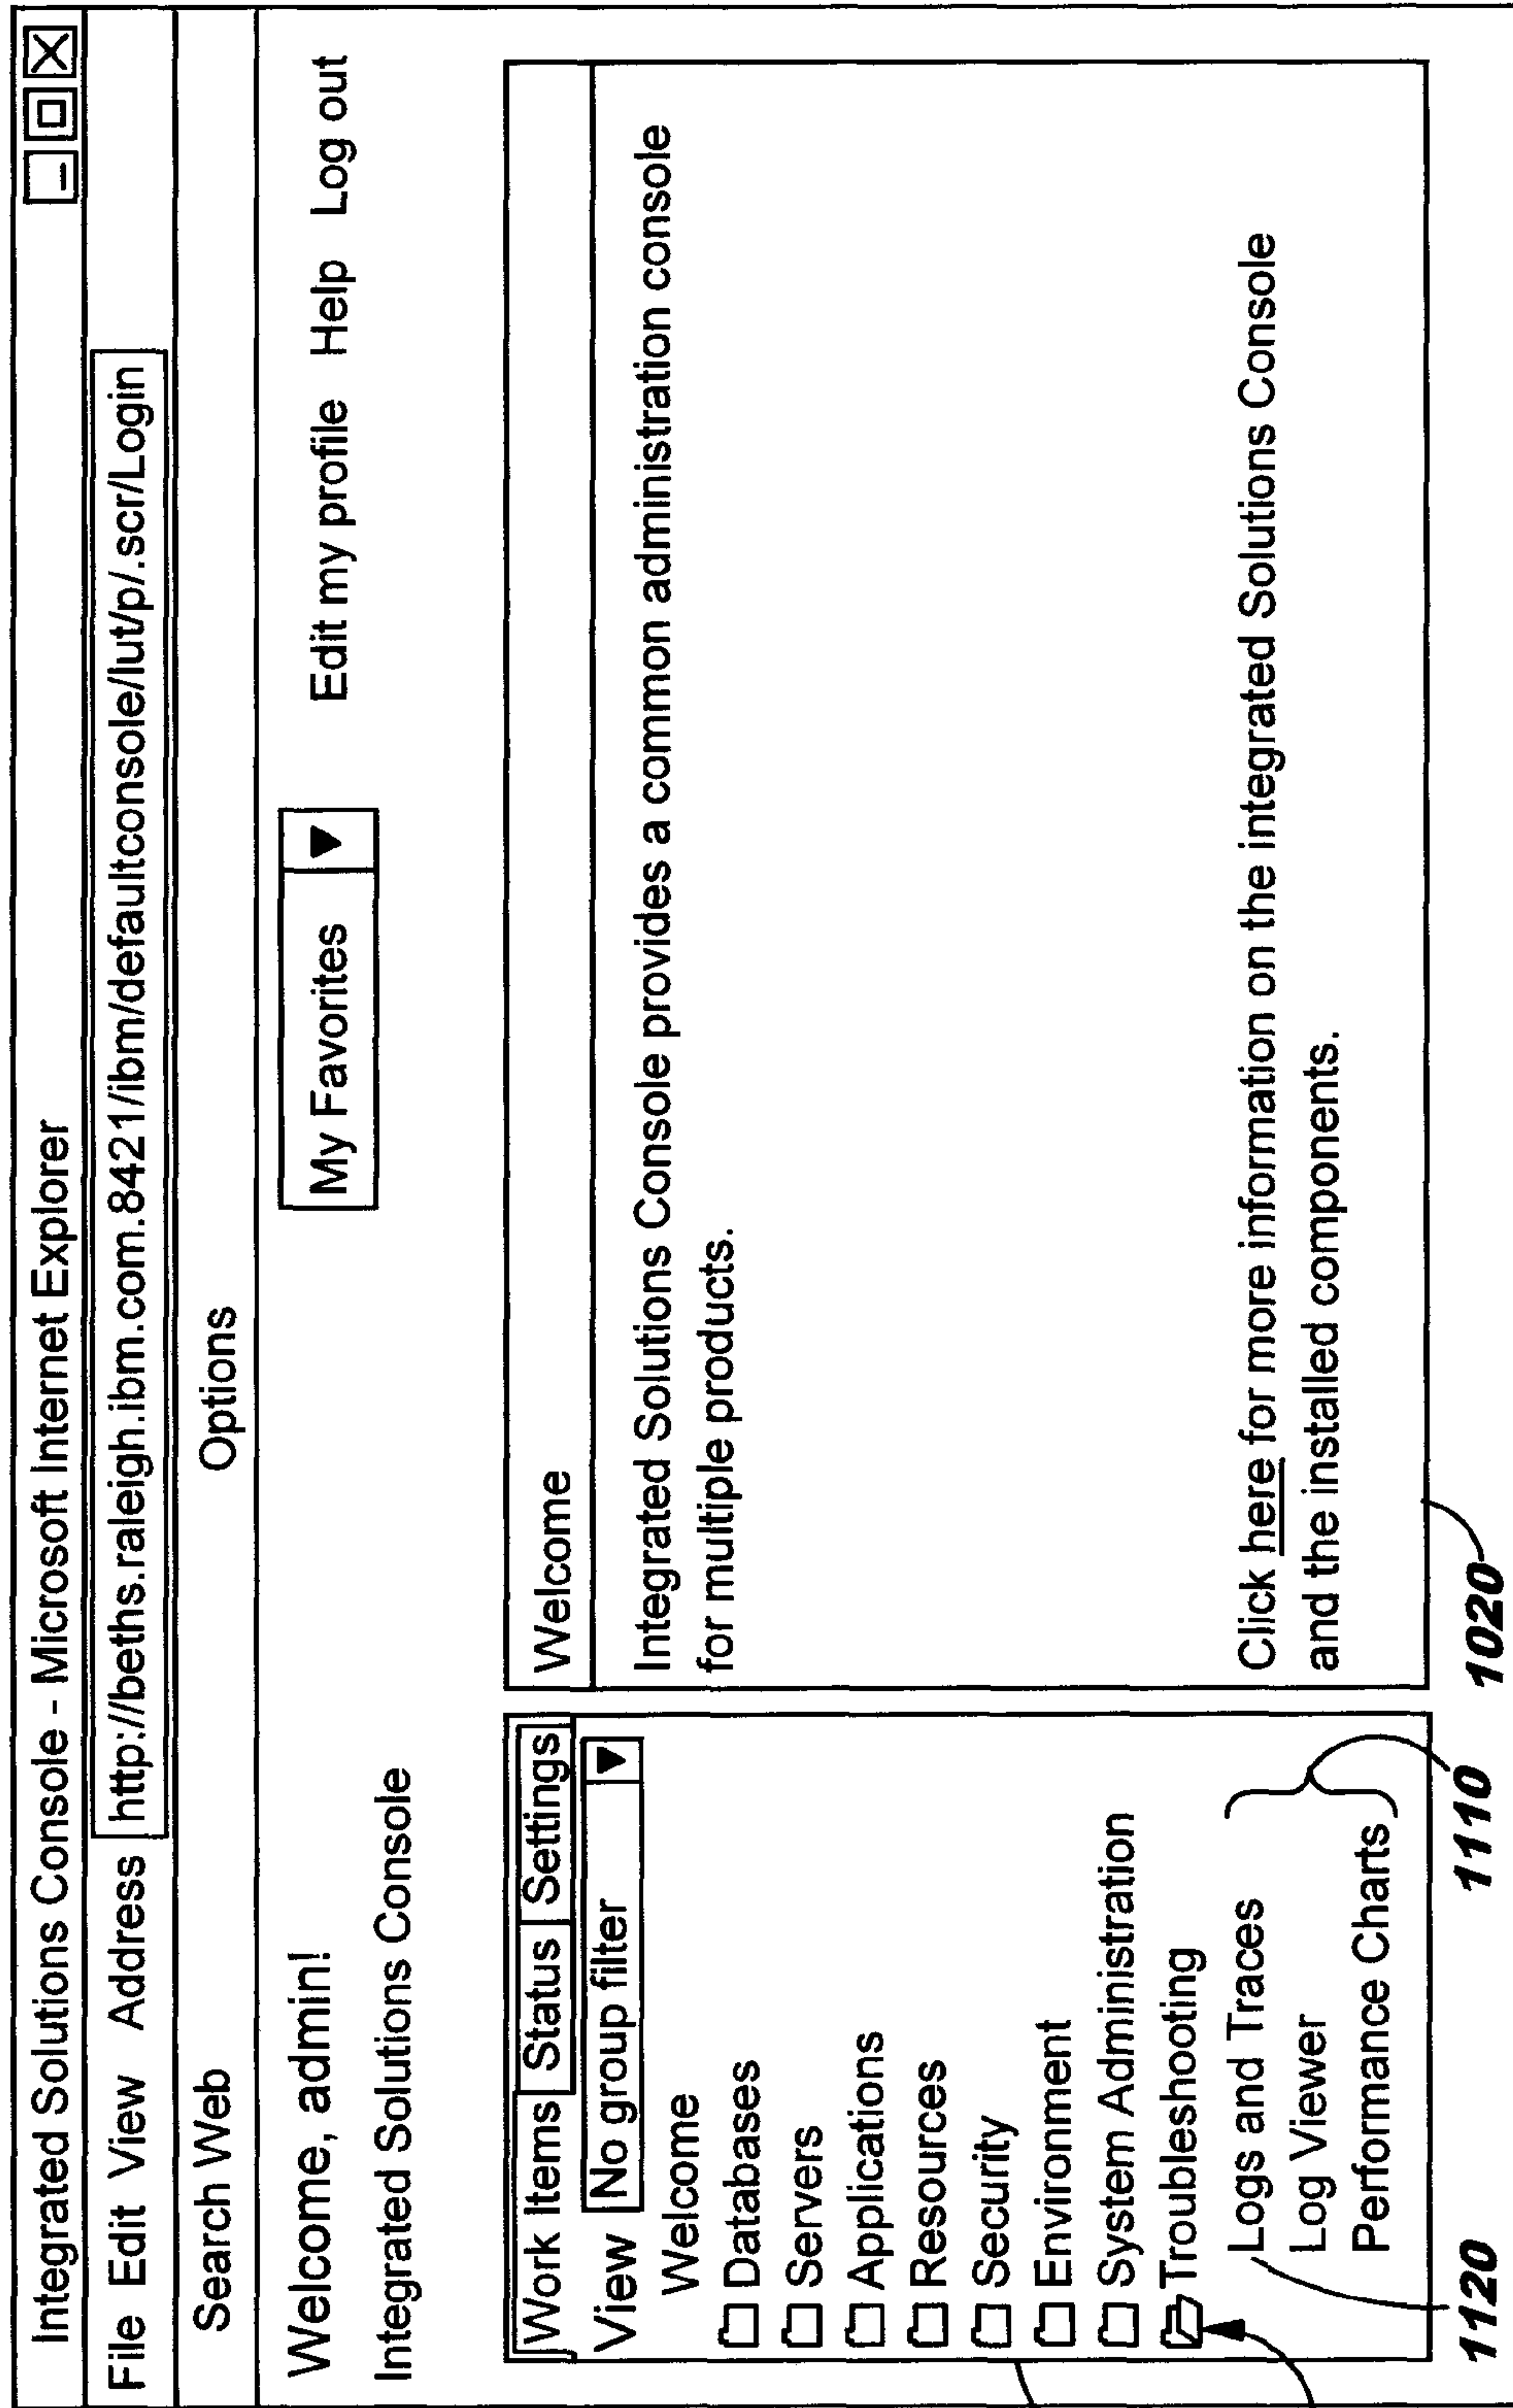 Integrated Solutions Console - Microsoft Internet Explorer
File Edit View Address http://beths.raleigh.ibm.com.8421/ibm/defaultconsole/lut/p/.scr/Login
Search Web Options
Welcome, admin! My Favorites Edit my profile Help Log out
Integrated Solutions Console
Work Items Status Settings
View No group filter
Welcome
Databases
Servers
Applications
Resources
Security
Environment
System Administration
Troubleshooting
Logs and Traces
Log Viewer
Performance Charts
Welcome
Integrated Solutions Console provides a common administration console
for multiple products.
Click here for more information on the integrated Solutions Console
and the installed components.
1120
1110
1020